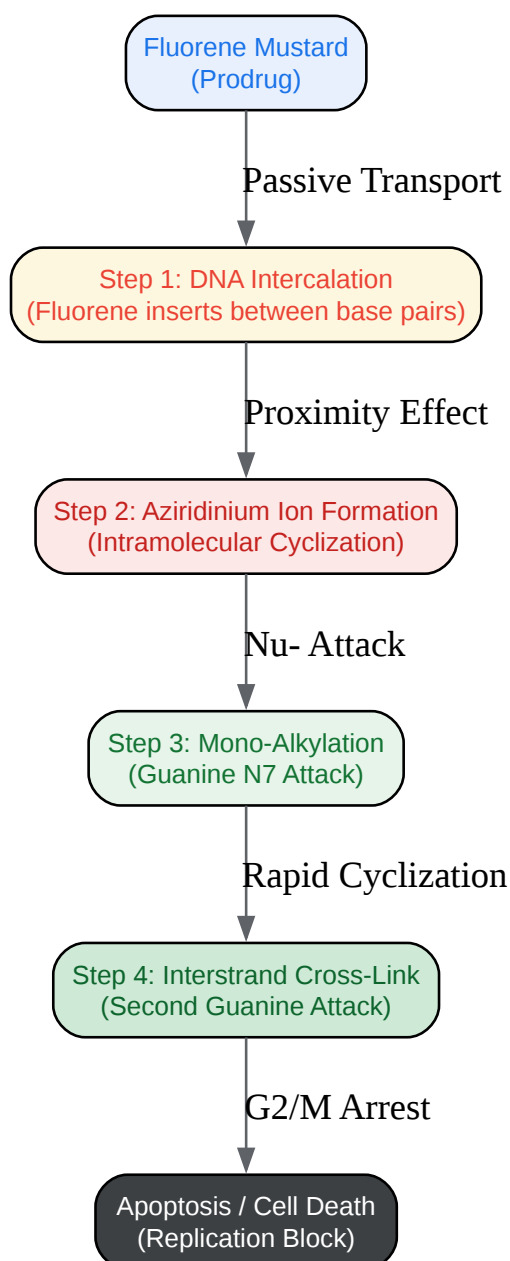 Fluorene Mustard
(Prodrug)
Passive Transport
Step 1: DNA Intercalation
(Fluorene inserts between base pairs)
Proximity Effect
Step 2: Aziridinium Ion Formation
(Intramolecular Cyclization)
Nu- Attack
Step 3: Mono-Alkylation
(Guanine N7 Attack)
Rapid Cyclization
Step 4: Interstrand Cross-Link
(Second Guanine Attack)
G2/M Arrest
Apoptosis / Cell Death
(Replication Block)